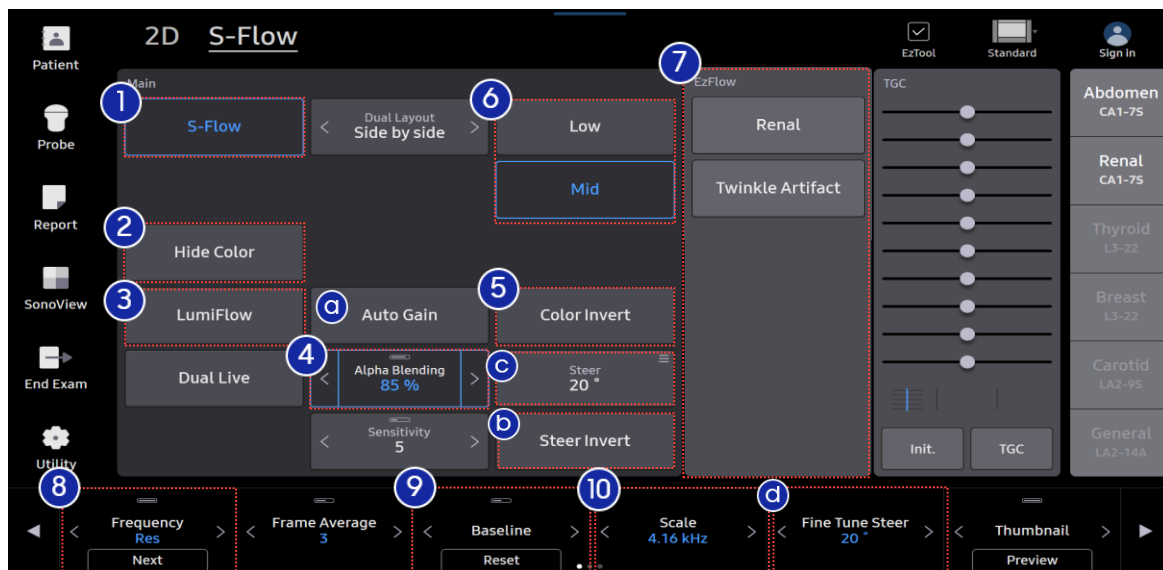 2D
S-Flow
EzTool
Standard
Sign in
Patient
Probe
Report
SonoView
End Exam
Utility
Main
1
S-Flow
Dual Layout
Side by side
6
Low
Mid
2
Hide Color
3
LumiFlow
a
Auto Gain
5
Color Invert
Dual Live
4
Alpha Blending
85 %
c
Steer
20 °
Sensitivity
5
b
Steer Invert
7
EzFlow
Renal
Twinkle Artifact
TGC
Init.
TGC
Abdomen
CA1-7S
Renal
CA1-7S
Thyroid
L3-22
Breast
L3-22
Carotid
LA2-9S
General
LA2-14A
8
Frequency
Res
Next
Frame Average
3
9
Baseline
Reset
10
Scale
4.16 kHz
d
Fine Tune Steer
20 °
Thumbnail
Preview